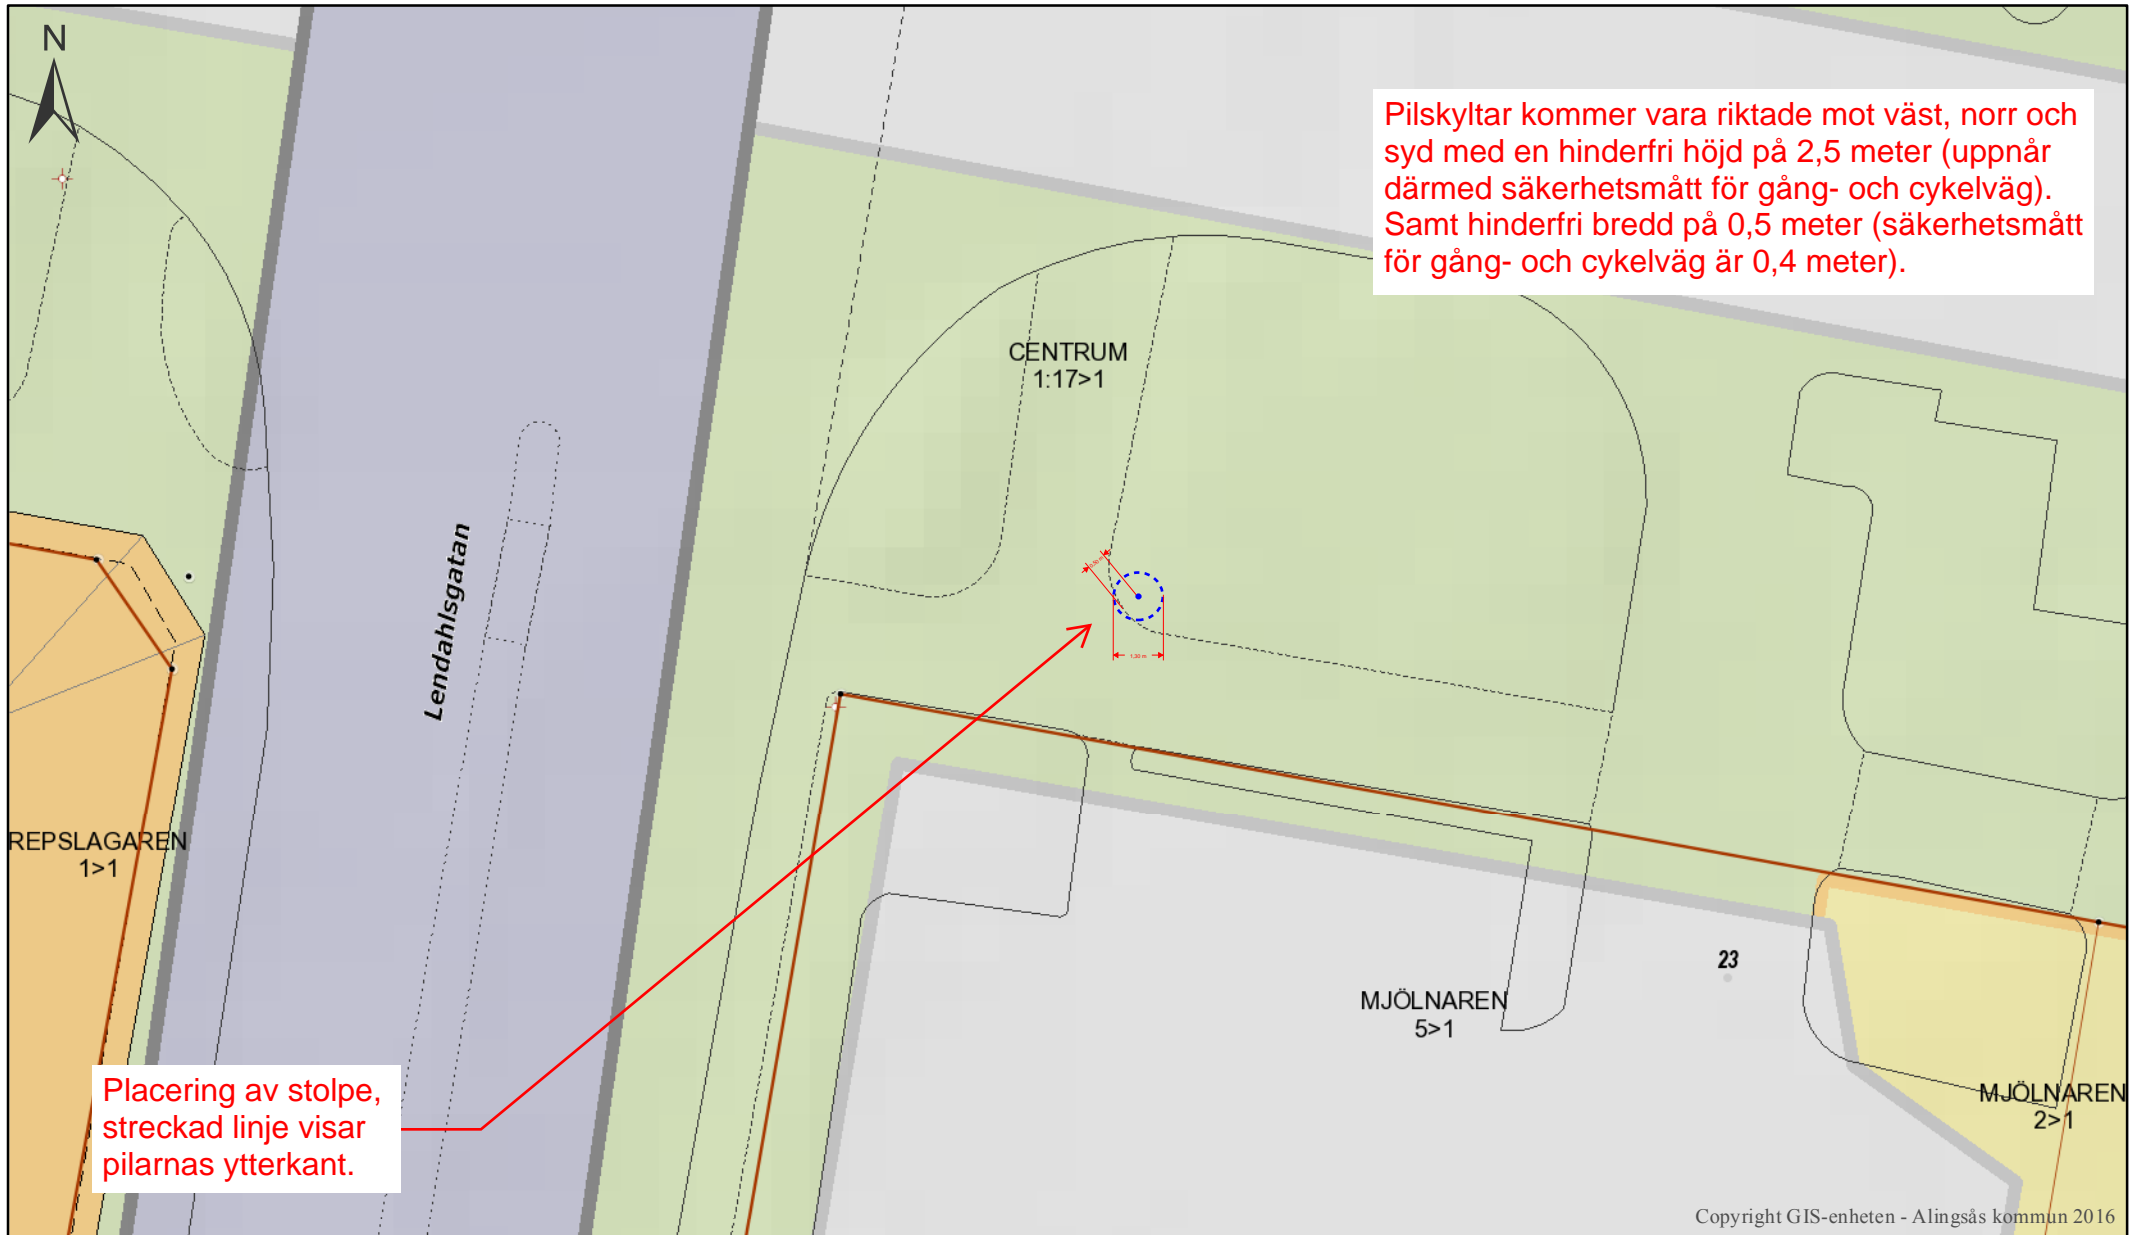 N
Pilskyltar kommer vara riktade mot väst, norr och
syd med en hinderfri höjd på 2,5 meter (uppnår
därmed säkerhetsmått för gång- och cykelväg).
Samt hinderfri bredd på 0,5 meter (säkerhetsmått
för gång- och cykelväg är 0,4 meter).
CENTRUM
1:17>1
Lendahlsgatan
1,30 m
REPSLAGAREN
1>1
23
MJÖLNAREN
5>1
Placering av stolpe,
streckad linje visar
pilarnas ytterkant.
MJÖLNAREN
2>1
Copyright GIS-enheten - Alingsås kommun 2016